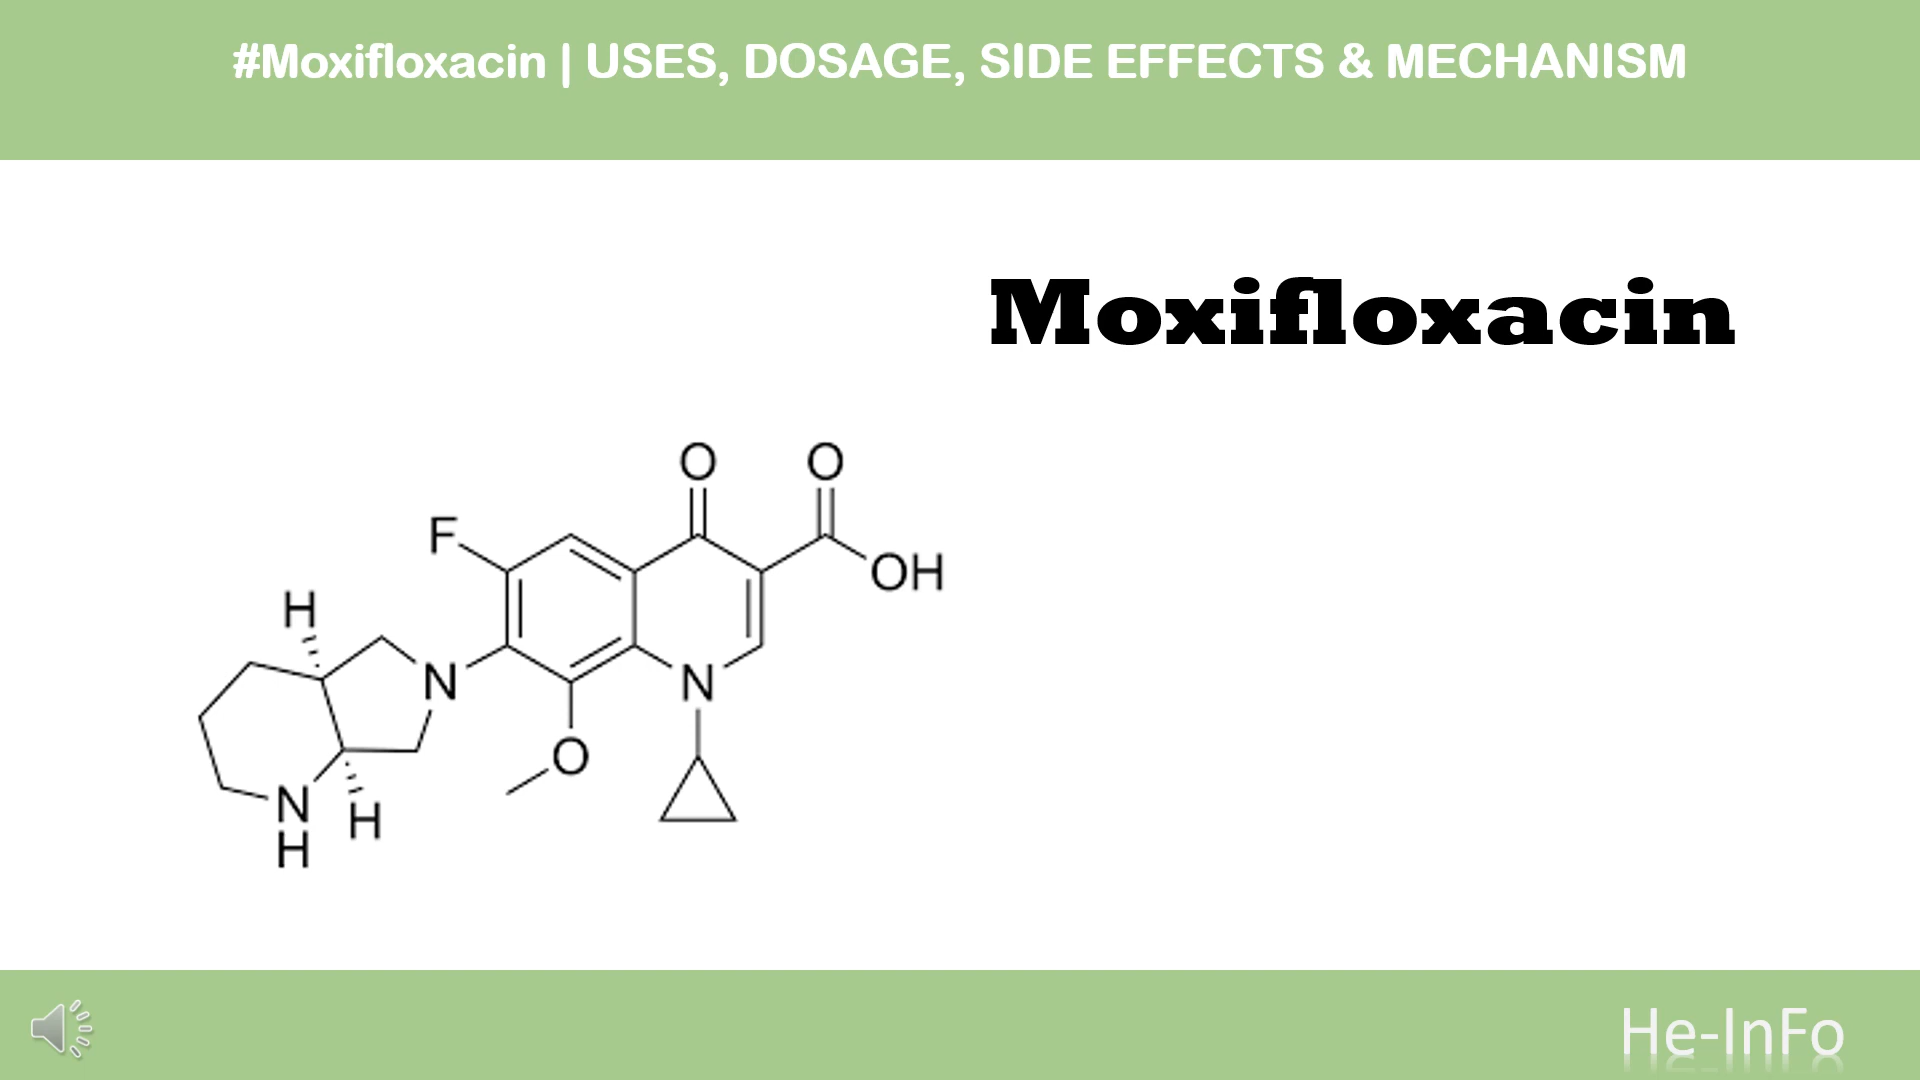 #Moxifloxacin | USES, DOSAGE, SIDE EFFECTS & MECHANISM
Moxifloxacin
O O
F
OH
H
N N
O
N H
H
He-InFo